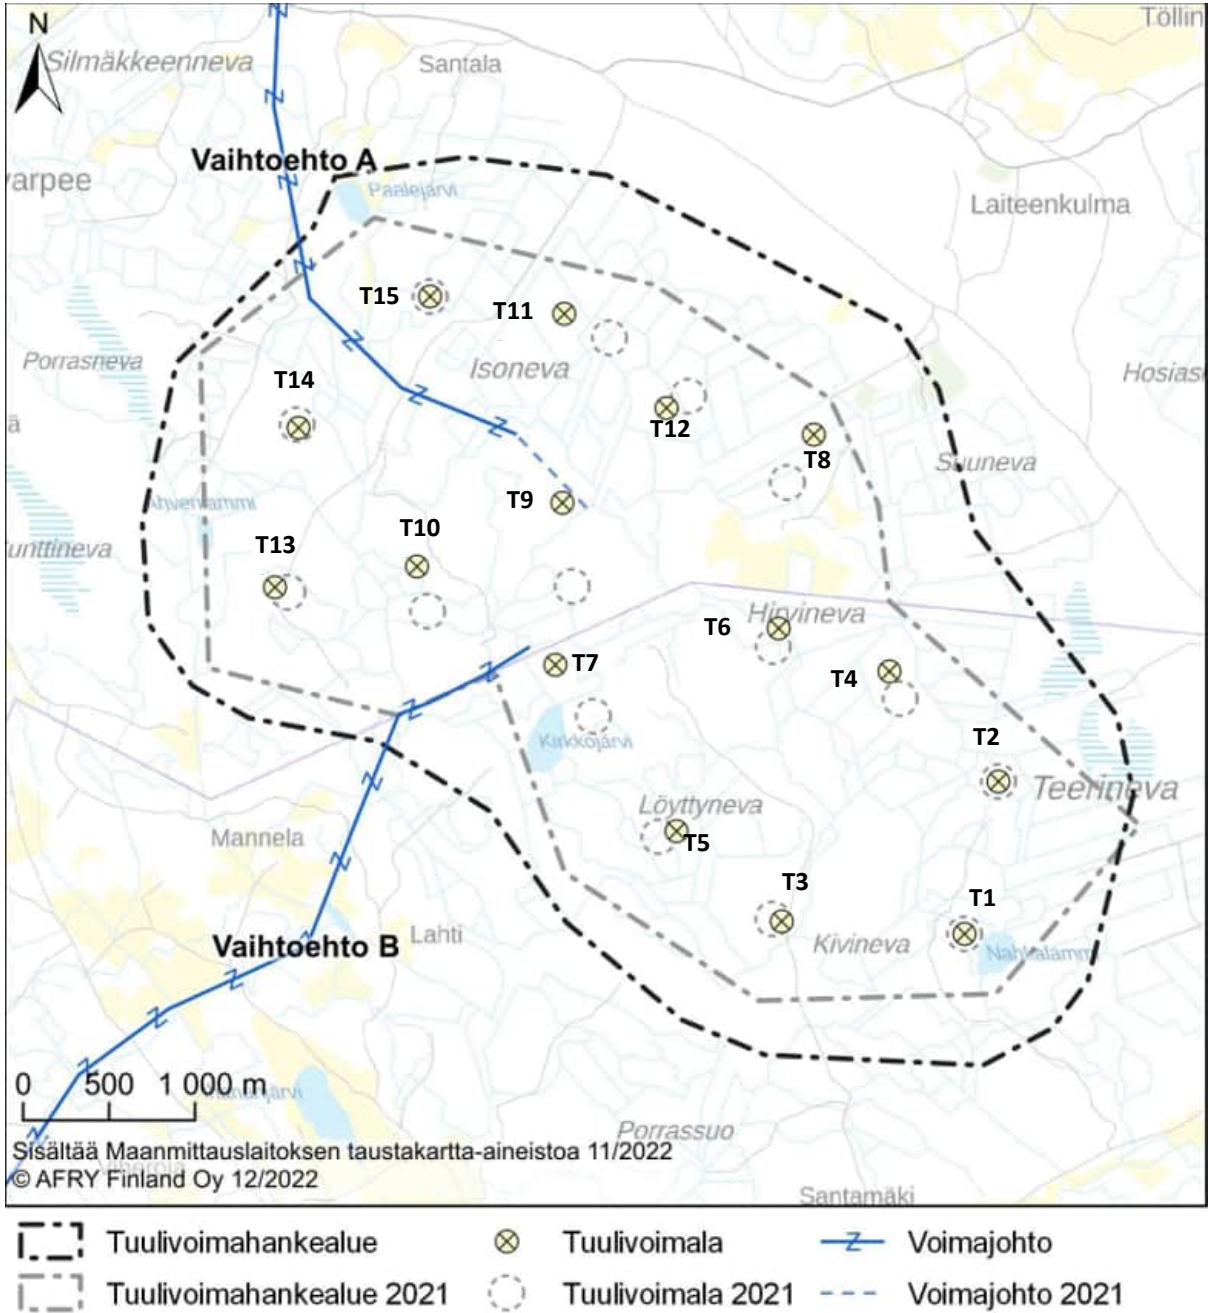 N
Töllin
Silmäkkeenneva
Santala
Vaihtoehto A
varpee
Paalejärvi
Laiteenkulma
T15
T11
Porrasneva
Isoneva
Hosias
T14
T12
ä
T8
Suuneva
T9
Ahvenlammi
T10
T13
unttineva
Hirvineva
T6
T7
T4
T2
Kirkkojärvi
Teerineva
Löyttyneva
Mannela
T5
T3
T1
Lahti
Kivineva
Vaihtoehto B
Nahkalammi
0 500 1 000 m
Porrassuo
Sisältää Maanmittauslaitoksen taustakartta-aineistoa 11/2022
© AFRY Finland Oy 12/2022
Santamäki
Tuulivoimahankealue
Tuulivoimala
Voimajohto
Tuulivoimahankealue 2021
Tuulivoimala 2021
Voimajohto 2021